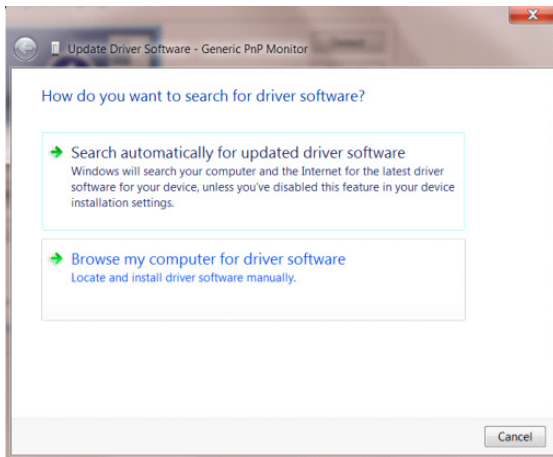 Update Driver Software - Generic PnP Monitor
How do you want to search for driver software?
Search automatically for updated driver software
Windows will search your computer and the Internet for the latest driver
software for your device, unless you've disabled this feature in your device
installation settings.
Browse my computer for driver software
Locate and install driver software manually.
Cancel